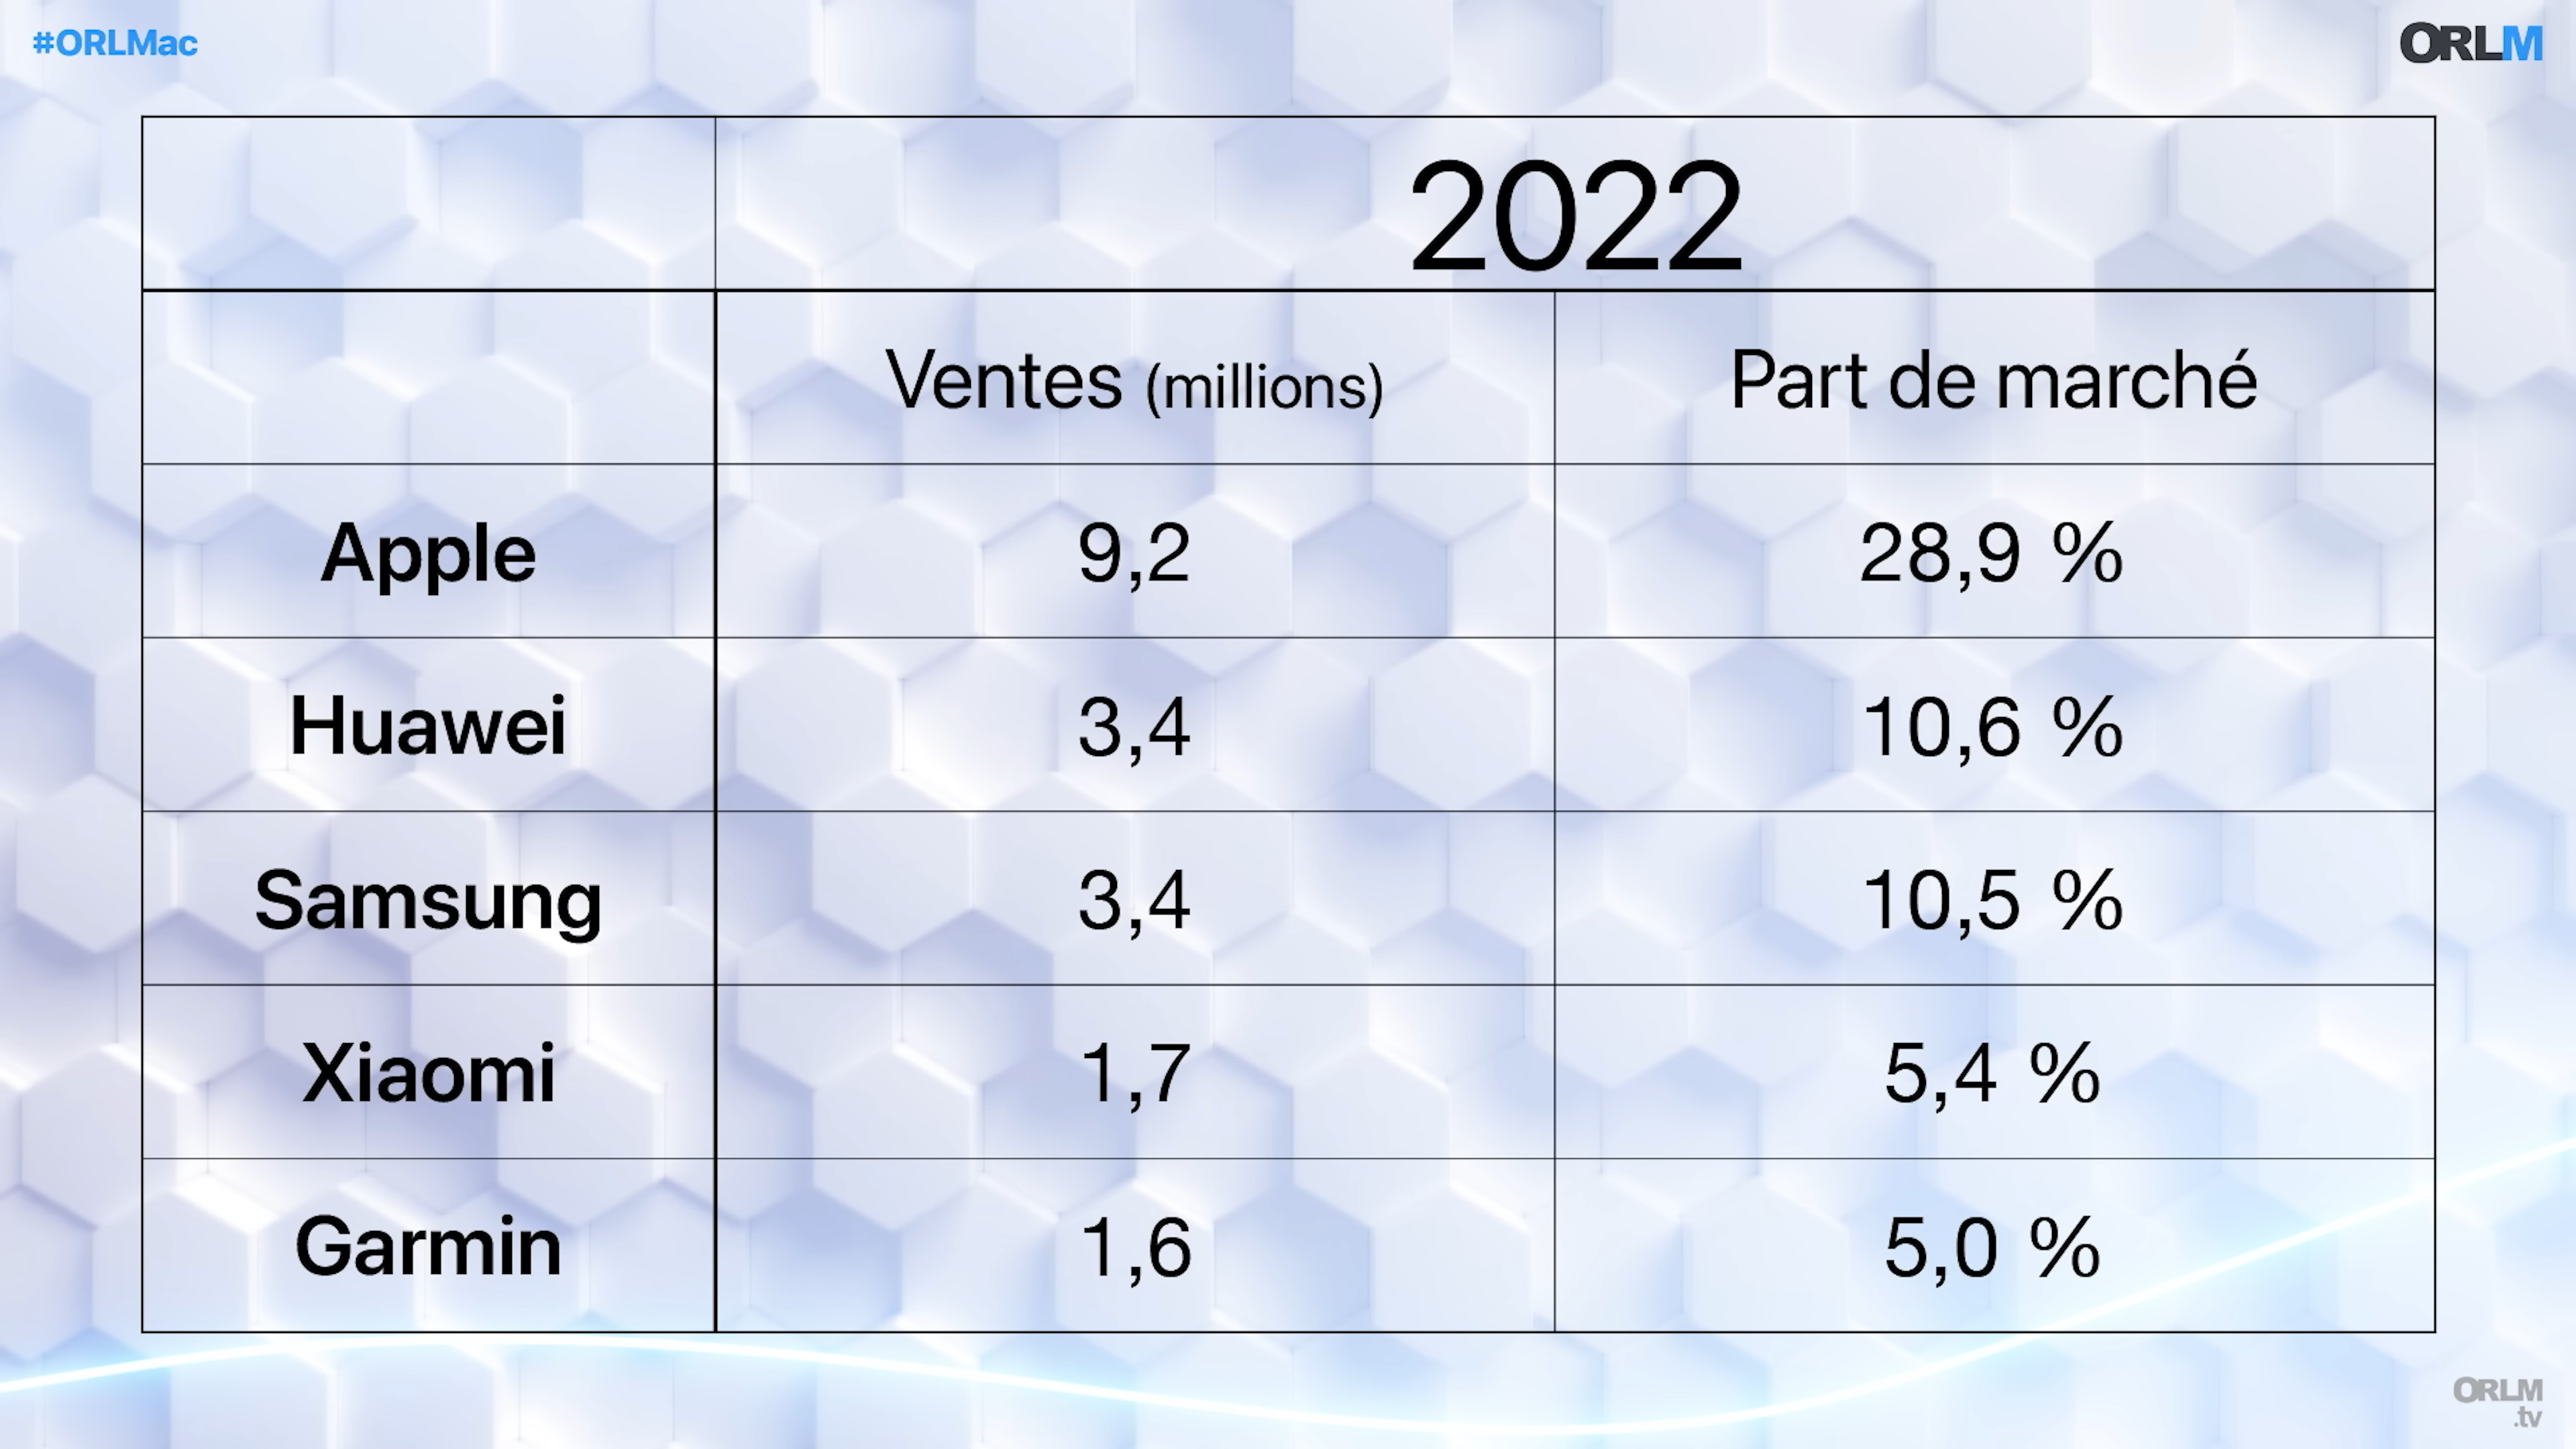 #ORLMac
ORLM
2022
Ventes (millions) Part de marché
Apple 9,2 28,9 %
Huawei 3,4 10,6 %
Samsung 3,4 10,5 %
Xiaomi 1,7 5,4 %
Garmin 1,6 5,0 %
ORLM
.tv